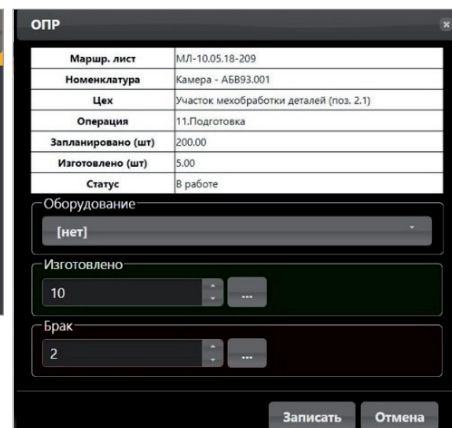 ОПР
Маршр. лист МЛ-10.05.18-209
Номенклатура Камера - АБВ93.001
Цех Участок мехобработки деталей (поз. 2.1)
Операция 11.Подготовка
Запланировано (шт) 200.00
Изготовлено (шт) 5.00
Статус В работе
Оборудование
[нет]
Изготовлено
10 ...
Брак
2 ...
Записать Отмена